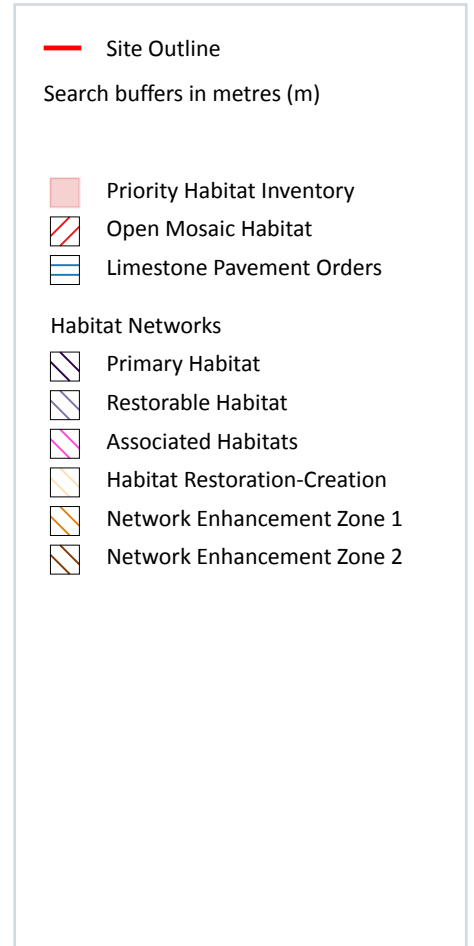 Site Outline
Search buffers in metres (m)
Priority Habitat Inventory
Open Mosaic Habitat
Limestone Pavement Orders
Habitat Networks
Primary Habitat
Restorable Habitat
Associated Habitats
Habitat Restoration-Creation
Network Enhancement Zone 1
Network Enhancement Zone 2